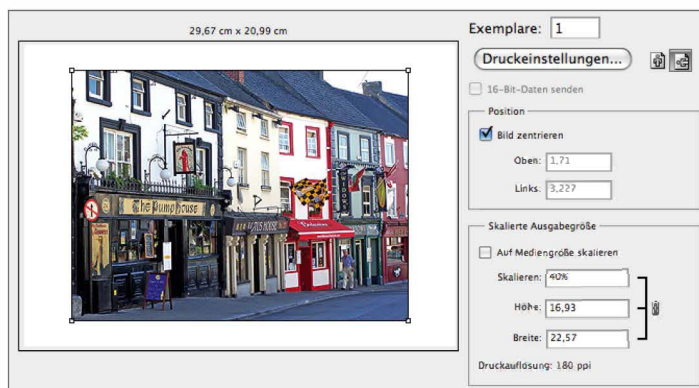 29,67 cm x 20,99 cm
Exemplare: 1
Druckeinstellungen...
16-Bit-Daten senden
Position
Bild zentrieren
Oben: 1,71
Links: 3,227
Skalierte Ausgabegröße
Auf Mediengröße skalieren
Skalieren: 40%
Höhe: 16,93
Breite: 22,57
Druckauflösung: 180 ppi
The Pumphouse